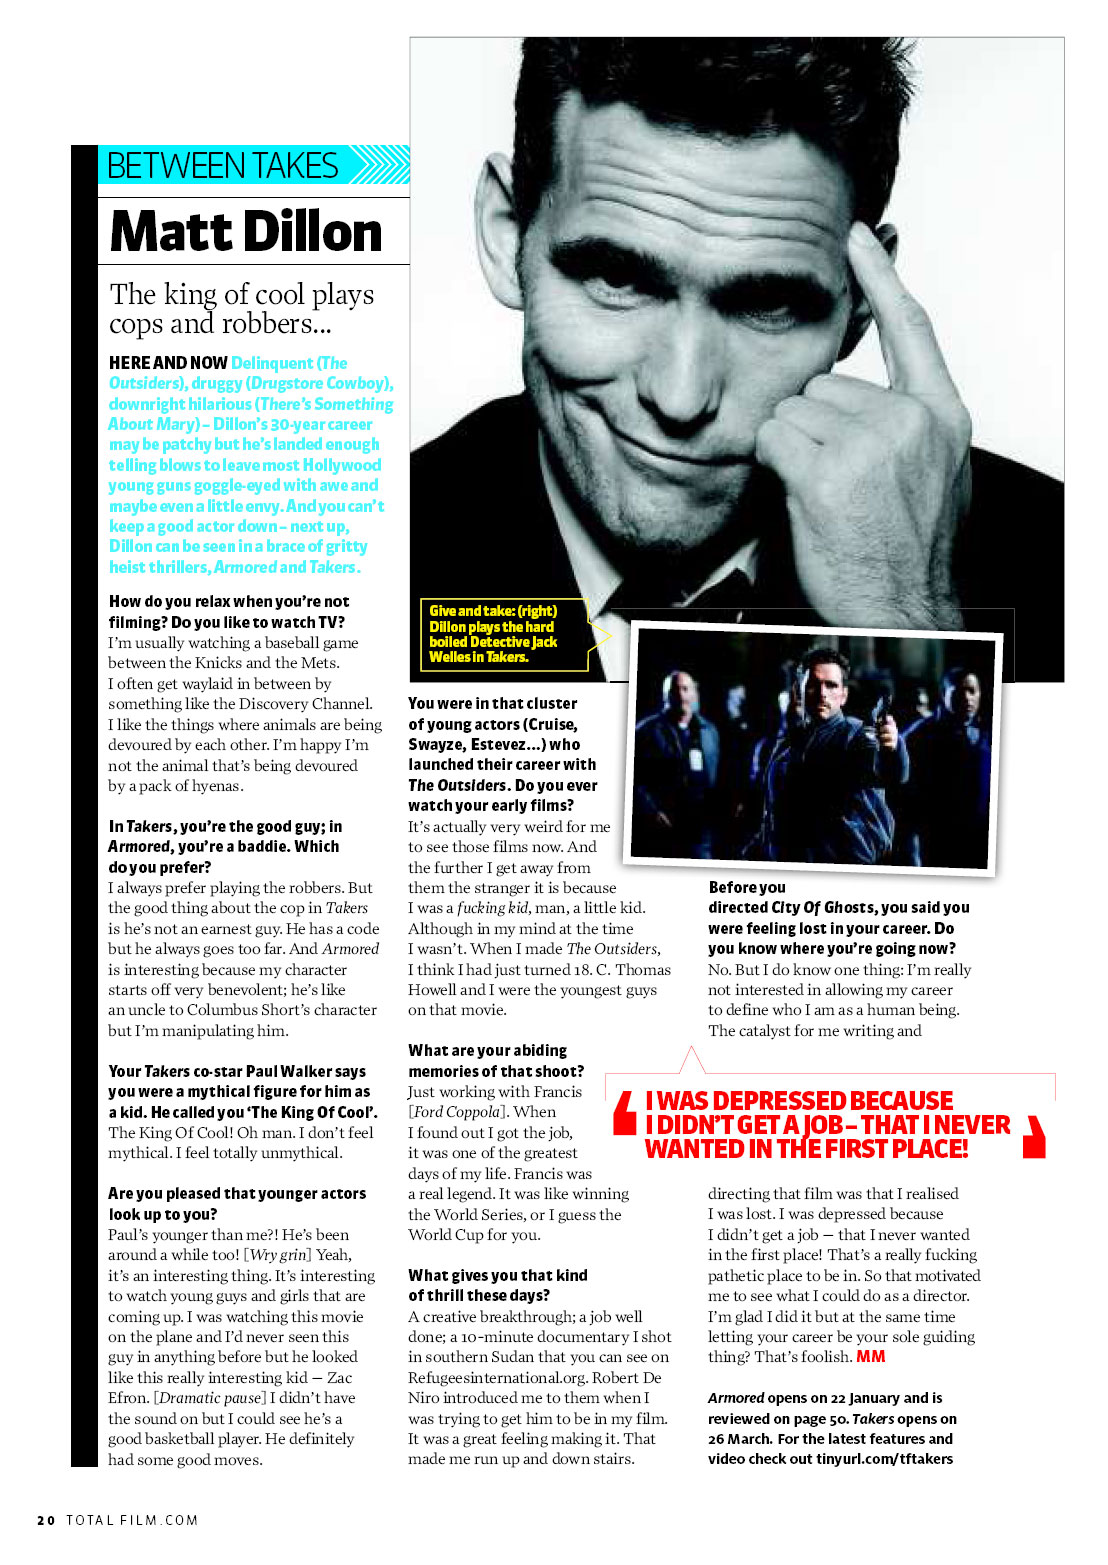 BETWEEN TAKES
Matt Dillon
The king of cool plays
cops and robbers...
HERE AND NOW Delinquent (The
Outsiders), druggy (Drugstore Cowboy),
downright hilarious (There's Something
About Mary) – Dillon's 30-year career
may be patchy but he's landed enough
telling blows to leave most Hollywood
young guns goggle-eyed with awe and
maybe even a little envy. And you can't
keep a good actor down – next up,
Dillon can be seen in a brace of gritty
heist thrillers, Armored and Takers.
How do you relax when you're not
filming? Do you like to watch TV?
I'm usually watching a baseball game
between the Knicks and the Mets.
I often get waylaid in between by
something like the Discovery Channel.
I like the things where animals are being
devoured by each other. I'm happy I'm
not the animal that's being devoured
by a pack of hyenas.
In Takers, you're the good guy; in
Armored, you're a baddie. Which
do you prefer?
I always prefer playing the robbers. But
the good thing about the cop in Takers
is he's not an earnest guy. He has a code
but he always goes too far. And Armored
is interesting because my character
starts off very benevolent; he's like
an uncle to Columbus Short's character
but I'm manipulating him.
Your Takers co-star Paul Walker says
you were a mythical figure for him as
a kid. He called you 'The King Of Cool'.
The King Of Cool! Oh man. I don't feel
mythical. I feel totally unmythical.
Are you pleased that younger actors
look up to you?
Paul's younger than me?! He's been
around a while too! [Wry grin] Yeah,
it's an interesting thing. It's interesting
to watch young guys and girls that are
coming up. I was watching this movie
on the plane and I'd never seen this
guy in anything before but he looked
like this really interesting kid – Zac
Efron. [Dramatic pause] I didn't have
the sound on but I could see he's a
good basketball player. He definitely
had some good moves.
Give and take: (right)
Dillon plays the hard
boiled Detective Jack
Welles in Takers.
You were in that cluster
of young actors (Cruise,
Swayze, Estevez...) who
launched their career with
The Outsiders. Do you ever
watch your early films?
It's actually very weird for me
to see those films now. And
the further I get away from
them the stranger it is because
I was a fucking kid, man, a little kid.
Although in my mind at the time
I wasn't. When I made The Outsiders,
I think I had just turned 18. C. Thomas
Howell and I were the youngest guys
on that movie.
What are your abiding
memories of that shoot?
Just working with Francis
[Ford Coppola]. When
I found out I got the job,
it was one of the greatest
days of my life. Francis was
a real legend. It was like winning
the World Series, or I guess the
World Cup for you.
What gives you that kind
of thrill these days?
A creative breakthrough; a job well
done; a 10-minute documentary I shot
in southern Sudan that you can see on
Refugeesinternational.org. Robert De
Niro introduced me to them when I
was trying to get him to be in my film.
It was a great feeling making it. That
made me run up and down stairs.
Before you
directed City Of Ghosts, you said you
were feeling lost in your career. Do
you know where you're going now?
No. But I do know one thing: I'm really
not interested in allowing my career
to define who I am as a human being.
The catalyst for me writing and
‘I WAS DEPRESSED BECAUSE
I DIDN'T GET A JOB – THAT I NEVER
WANTED IN THE FIRST PLACE!’
directing that film was that I realised
I was lost. I was depressed because
I didn't get a job – that I never wanted
in the first place! That's a really fucking
pathetic place to be in. So that motivated
me to see what I could do as a director.
I'm glad I did it but at the same time
letting your career be your sole guiding
thing? That's foolish. MM
Armored opens on 22 January and is
reviewed on page 50. Takers opens on
26 March. For the latest features and
video check out tinyurl.com/tftakers
20 TOTALFILM.COM